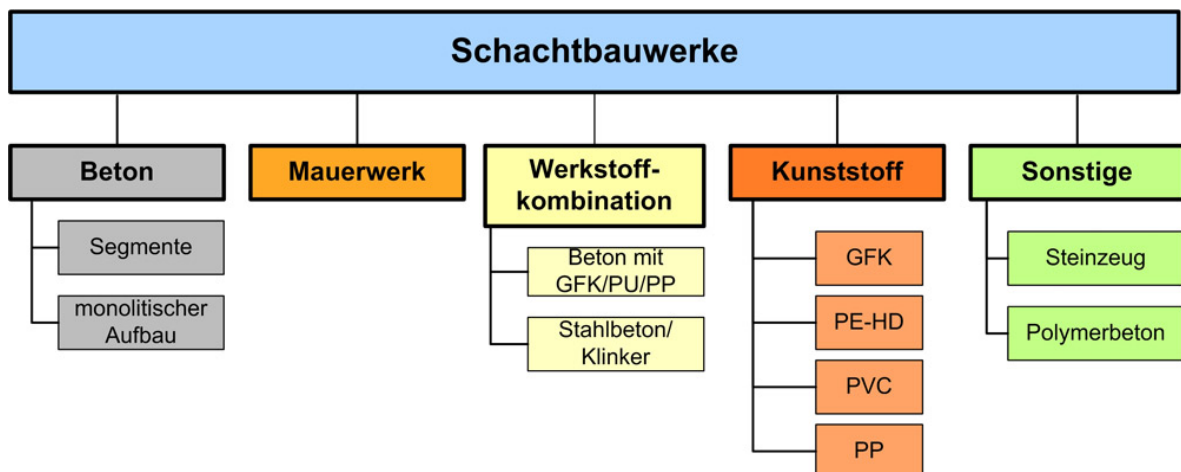 Schachtbauwerke
Beton
Mauerwerk
Werkstoff-
kombination
Kunststoff
Sonstige
Segmente
monolitischer
Aufbau
Beton mit
GFK/PU/PP
Stahlbeton/
Klinker
GFK
PE-HD
PVC
PP
Steinzeug
Polymerbeton